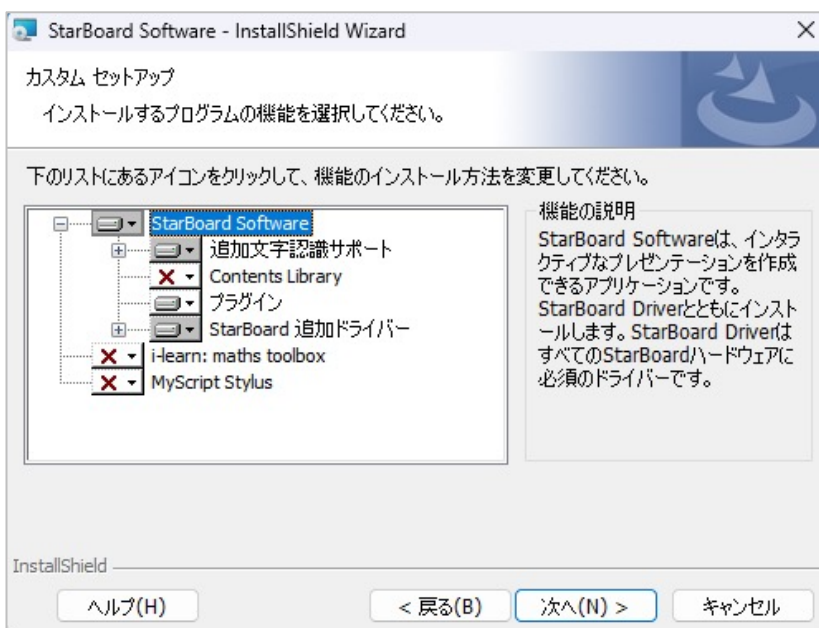 StarBoard Software - InstallShield Wizard
カスタム セットアップ
インストールするプログラムの機能を選択してください。
下のリストにあるアイコンをクリックして、機能のインストール方法を変更してください。
StarBoard Software
追加文字認識サポート
Contents Library
プラグイン
StarBoard 追加ドライバー
i-learn: maths toolbox
MyScript Stylus
機能の説明
StarBoard Softwareは、インタラ
クティブなプレゼンテーションを作成
できるアプリケーションです。
StarBoard Driverとともにインスト
ールします。StarBoard Driverは
すべてのStarBoardハードウェアに
必須のドライバーです。
InstallShield
ヘルプ(H)
< 戻る(B)
次へ(N) >
キャンセル